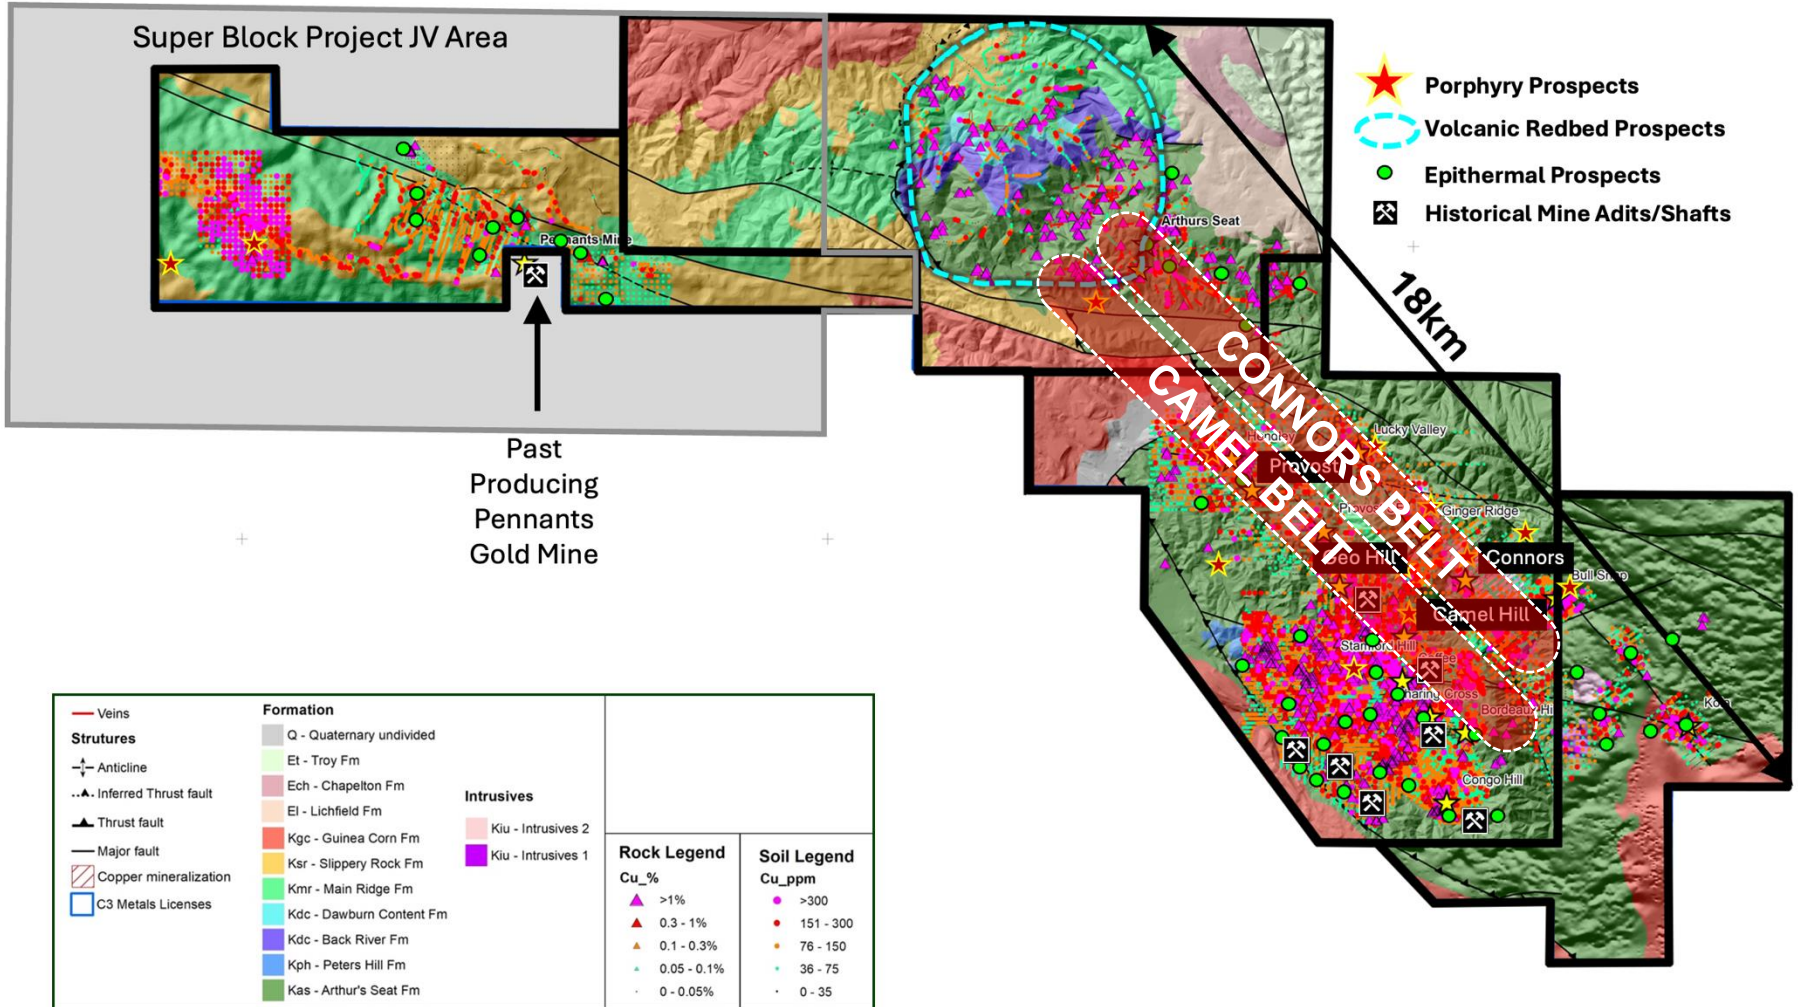 Super Block Project JV Area
Porphyry Prospects
Volcanic Redbed Prospects
Epithermal Prospects
Historical Mine Adits/Shafts
Arthurs Seat
Pennants Mine
18km
CONNORS BELT
CAMEL BELT
Lucky Valley
Hendley
Provost
Provost
Ginger Ridge
Geo Hill
Connors
Bull Snap
Camel Hill
Stamford Hill
Charing Cross
Bordeaux Hi
Congo Hill
Past
Producing
Pennants
Gold Mine
Veins
Strutures
Anticline
Inferred Thrust fault
Thrust fault
Major fault
Copper mineralization
C3 Metals Licenses
Formation
Q - Quaternary undivided
Et - Troy Fm
Ech - Chapelton Fm
El - Lichfield Fm
Kgc - Guinea Corn Fm
Ksr - Slippery Rock Fm
Kmr - Main Ridge Fm
Kdc - Dawburn Content Fm
Kdc - Back River Fm
Kph - Peters Hill Fm
Kas - Arthur's Seat Fm
Intrusives
Kiu - Intrusives 2
Kiu - Intrusives 1
Rock Legend
Cu_%
>1%
0.3 - 1%
0.1 - 0.3%
0.05 - 0.1%
0 - 0.05%
Soil Legend
Cu_ppm
>300
151 - 300
76 - 150
36 - 75
0 - 35